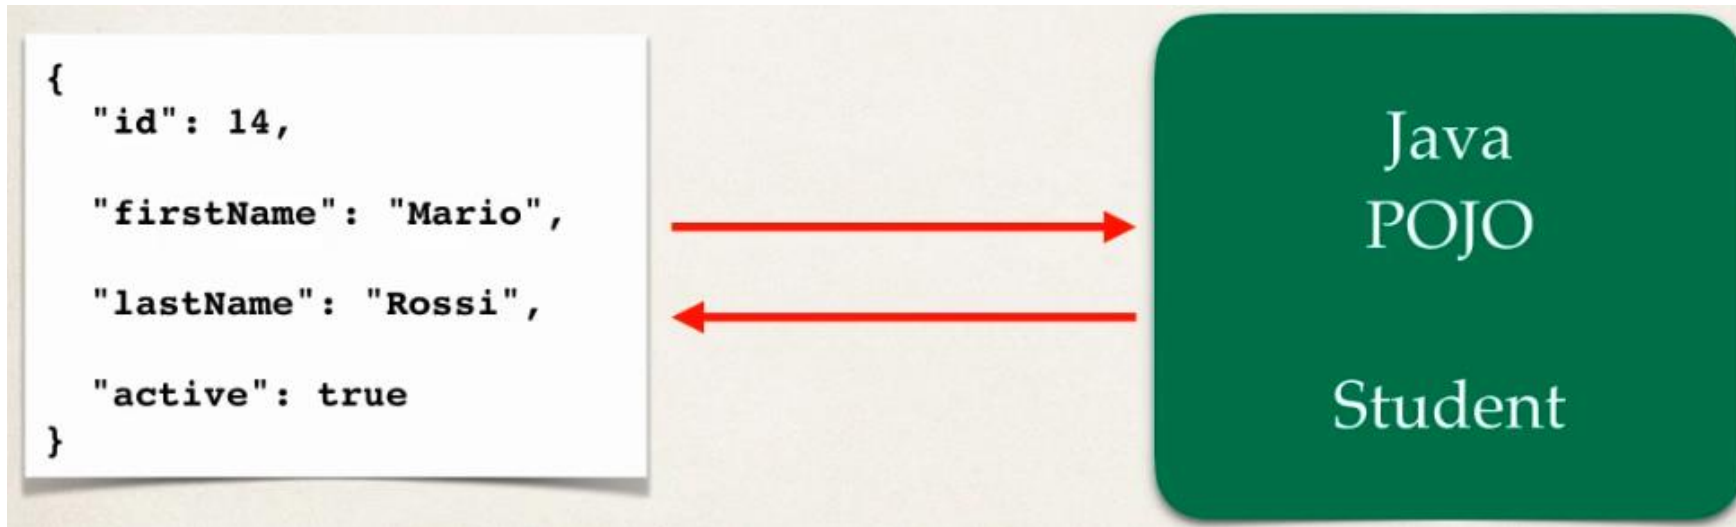 {
"id": 14,
"firstName": "Mario",
"lastName": "Rossi",
"active": true
}
Java
POJO
Student